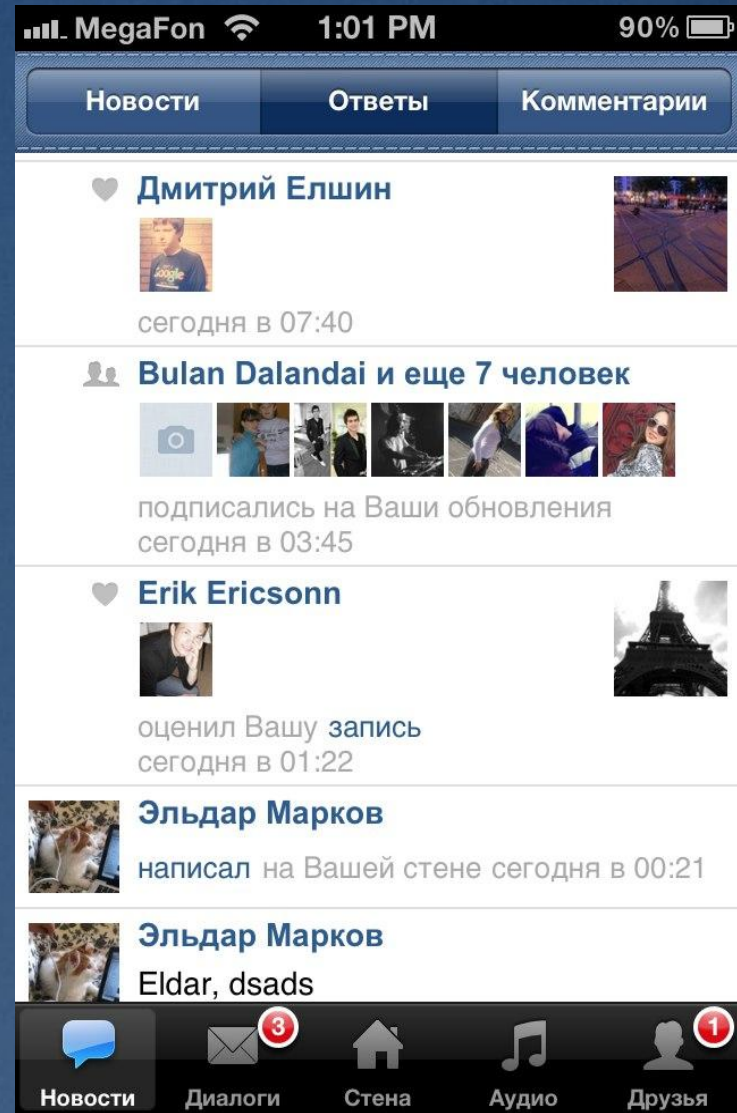 MegaFon 1:01 PM 90%
Новости Ответы Комментарии
Дмитрий Елшин
Google
сегодня в 07:40
Bulan Dalandai и еще 7 человек
подписались на Ваши обновления
сегодня в 03:45
Erik Ericsonn
оценил Вашу запись
сегодня в 01:22
Эльдар Марков
написал на Вашей стене сегодня в 00:21
Эльдар Марков
Eldar, dsads
3 1
Новости Диалоги Стена Аудио Друзья